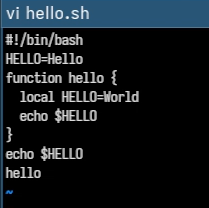 vi hello.sh
#!/bin/bash
HELLO=Hello
function hello {
  local HELLO=World
  echo $HELLO
}
echo $HELLO
hello
~